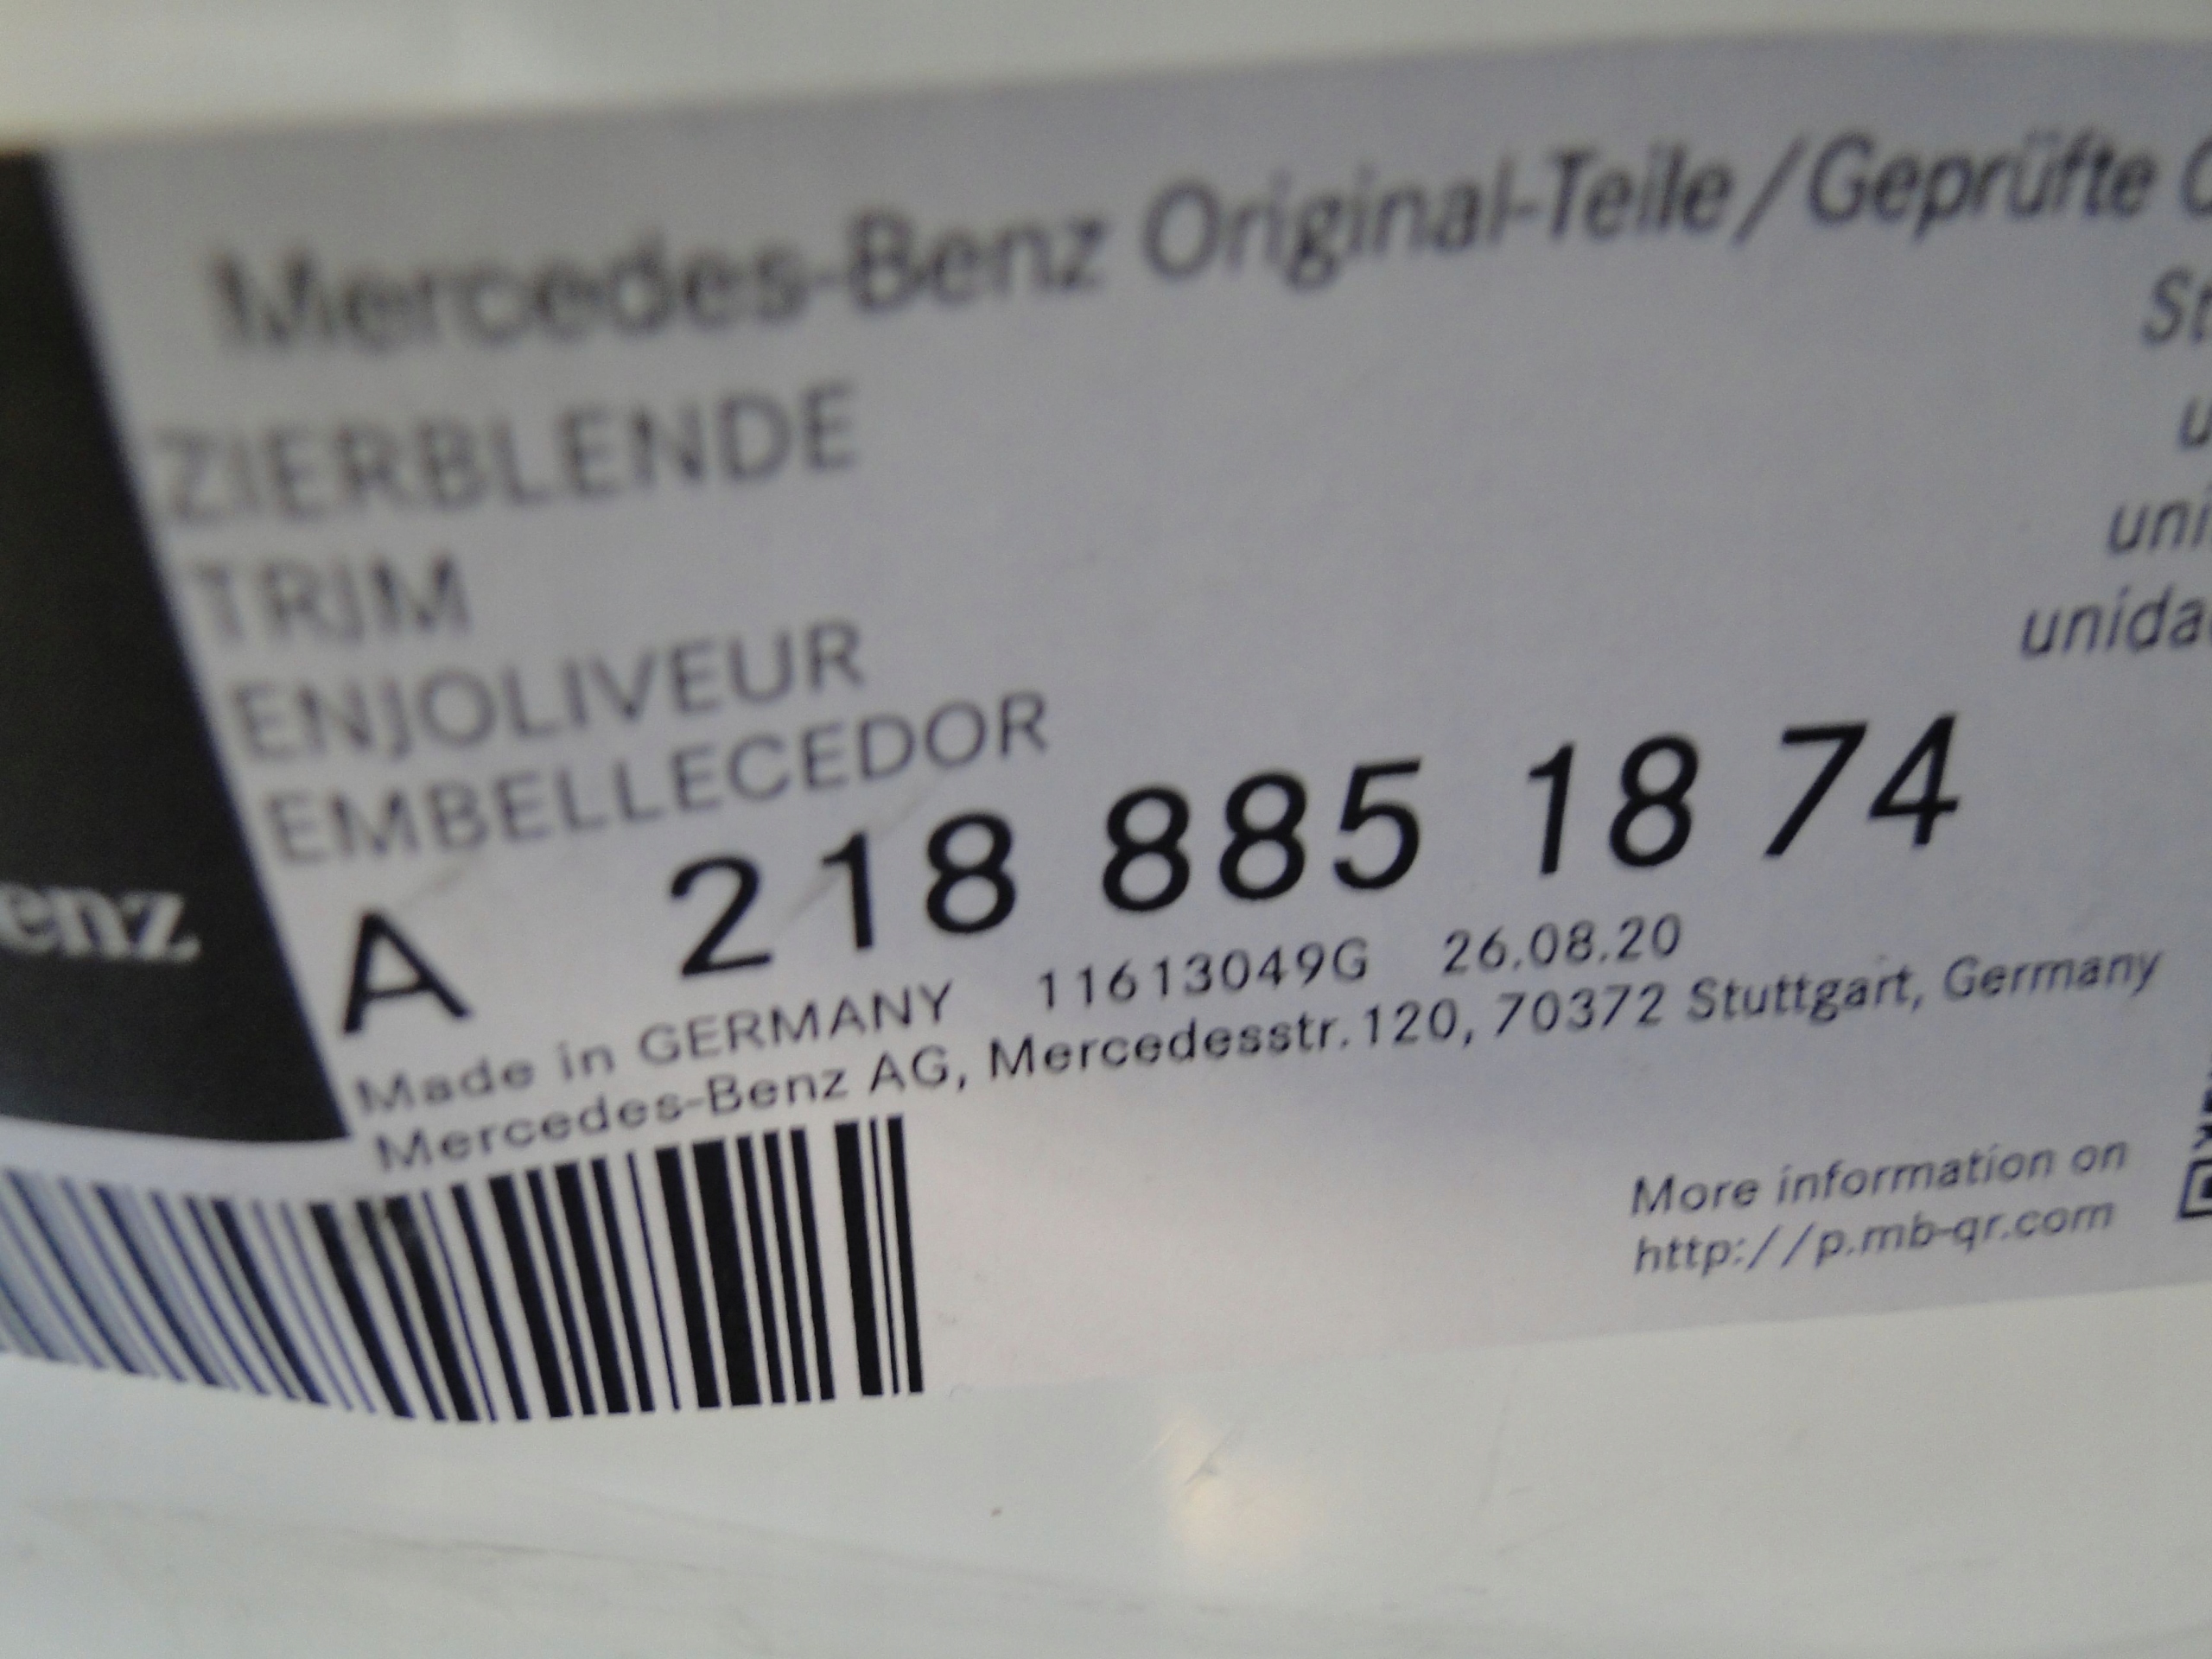 Mercedes-Benz Original-Teile/Geprüfte
ZIERBLENDE
TRIM
ENJOLIVEUR
EMBELLECEDOR
A 218 885 18 74
Made in GERMANY 11613049G 26.08.20
Mercedes-Benz AG, Mercedesstr.120, 70372 Stuttgart, Germany
enz
More information on
http://p.mb-qr.com